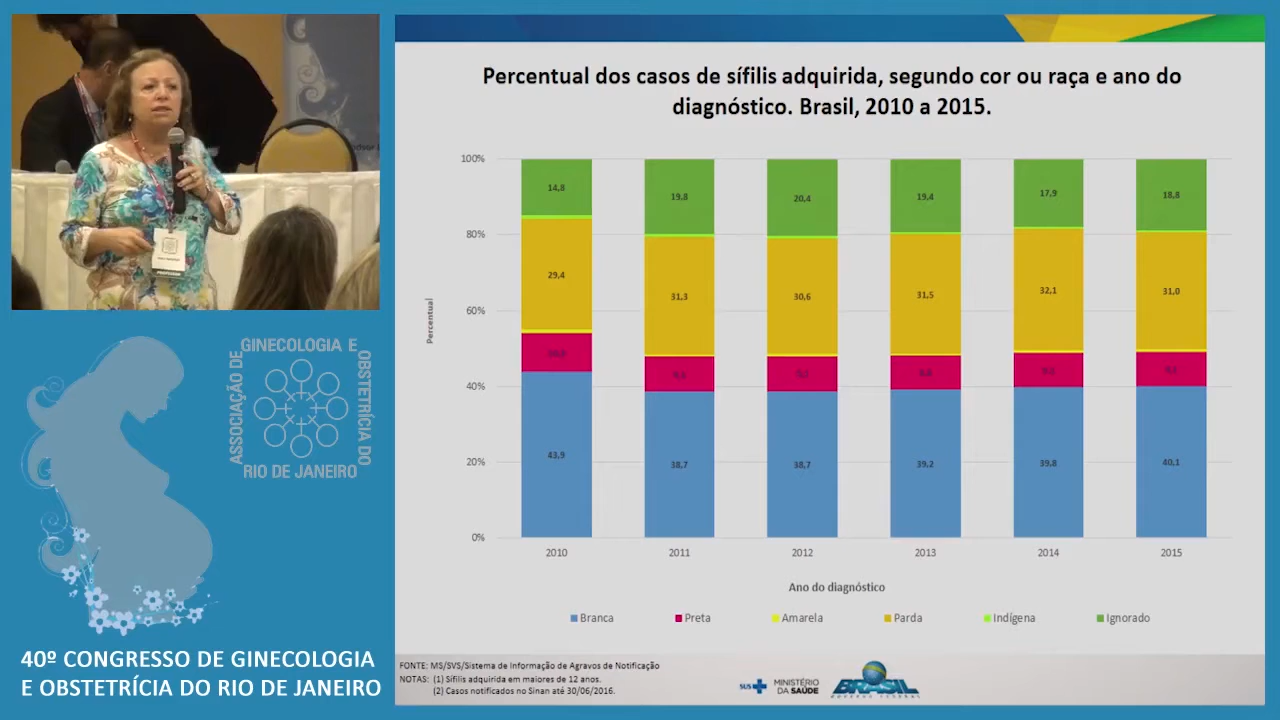 Percentual dos casos de sífilis adquirida, segundo cor ou raça e ano do
diagnóstico. Brasil, 2010 a 2015.
100%
80%
60%
40%
20%
0%
Percentual
14,8
19,8
20,4
19,4
17,9
18,8
29,4
31,3
30,6
31,5
32,1
31,0
43,9
38,7
38,7
39,2
39,8
40,1
2010
2011
2012
2013
2014
2015
Ano do diagnóstico
Branca
Preta
Amarela
Parda
Indígena
Ignorado
FONTE: MS/SVS/Sistema de Informação de Agravos de Notificação
NOTAS: (1) Sífilis adquirida em maiores de 12 anos.
(2) Casos notificados no Sinan até 30/06/2016.
SUS
MINISTÉRIO
DA SAÚDE
BRASIL
GOVERNO FEDERAL
PROFESSOR
ASSOCIAÇÃO DE
GINECOLOGIA E
OBSTETRÍCIA DO
RIO DE JANEIRO
40º CONGRESSO DE GINECOLOGIA
E OBSTETRÍCIA DO RIO DE JANEIRO